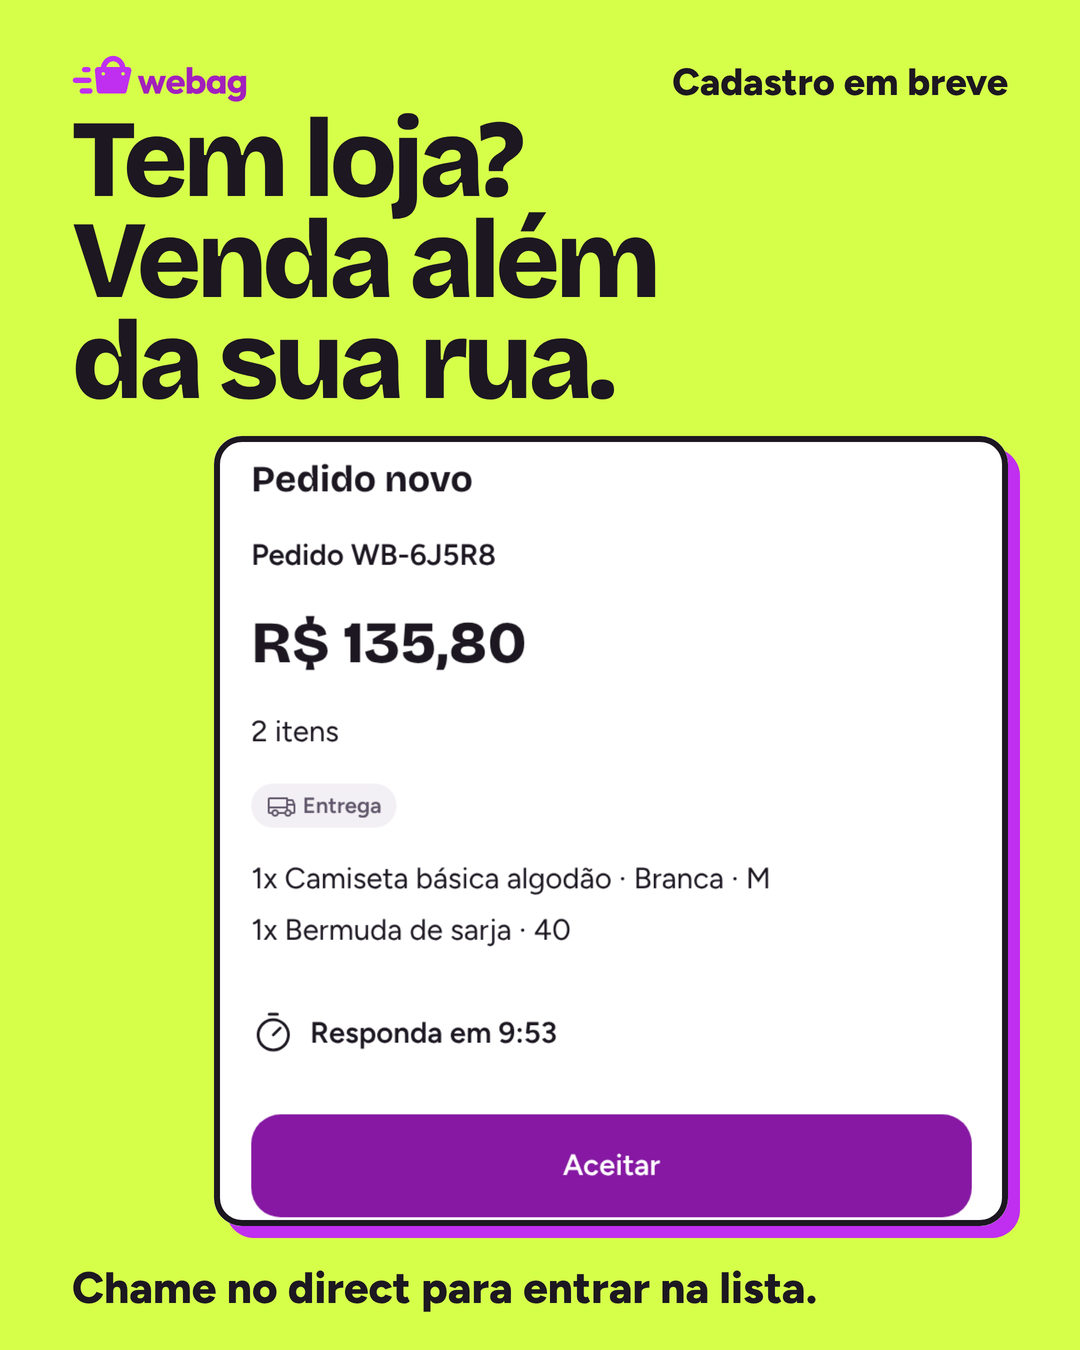 webag
Cadastro em breve
Tem loja?
Venda além
da sua rua.
Pedido novo
Pedido WB-6J5R8
R$ 135,80
2 itens
Entrega
1x Camiseta básica algodão · Branca · M
1x Bermuda de sarja · 40
Responda em 9:53
Aceitar
Chame no direct para entrar na lista.